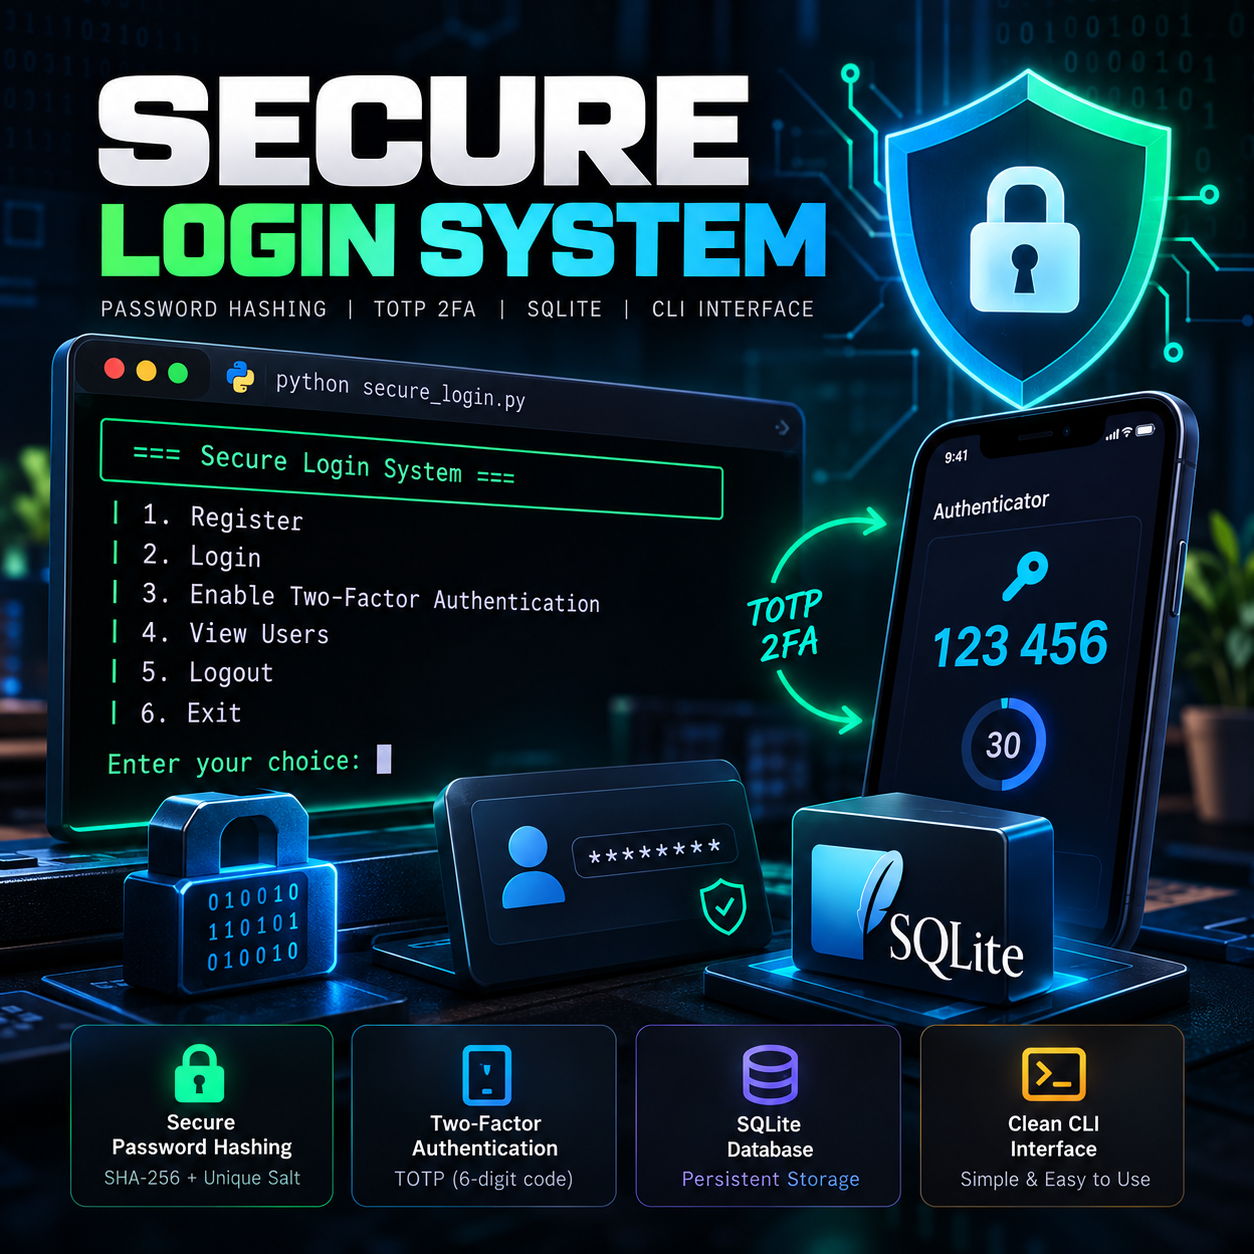 SECURE
LOGIN SYSTEM
PASSWORD HASHING | TOTP 2FA | SQLITE | CLI INTERFACE
python secure_login.py
=== Secure Login System ===
1. Register
2. Login
3. Enable Two-Factor Authentication
4. View Users
5. Logout
6. Exit
Enter your choice:
TOTP
2FA
9:41
Authenticator
123 456
30
010010
110101
010010
********
SQLite
Secure
Password Hashing
SHA-256 + Unique Salt
Two-Factor
Authentication
TOTP (6-digit code)
SQLite
Database
Persistent Storage
Clean CLI
Interface
Simple & Easy to Use